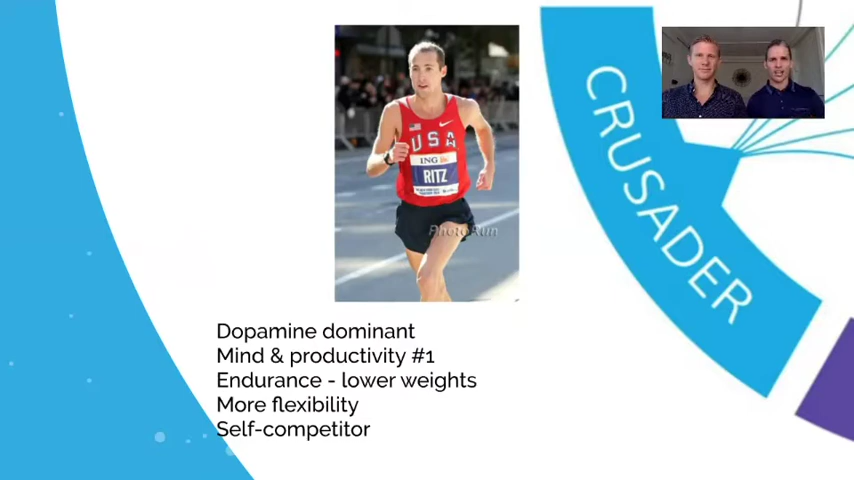 USA
ING
RITZ
PhotoRun
CRUSADER
Dopamine dominant
Mind & productivity #1
Endurance - lower weights
More flexibility
Self-competitor